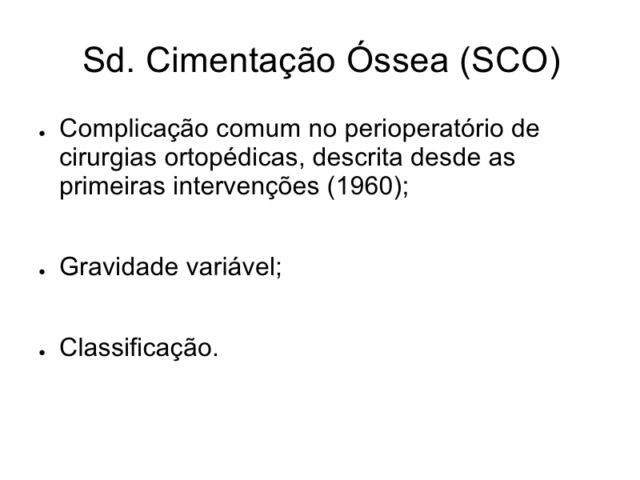 Sd. Cimentação Óssea (SCO)
● Complicação comum no perioperatório de
cirurgias ortopédicas, descrita desde as
primeiras intervenções (1960);
● Gravidade variável;
● Classificação.